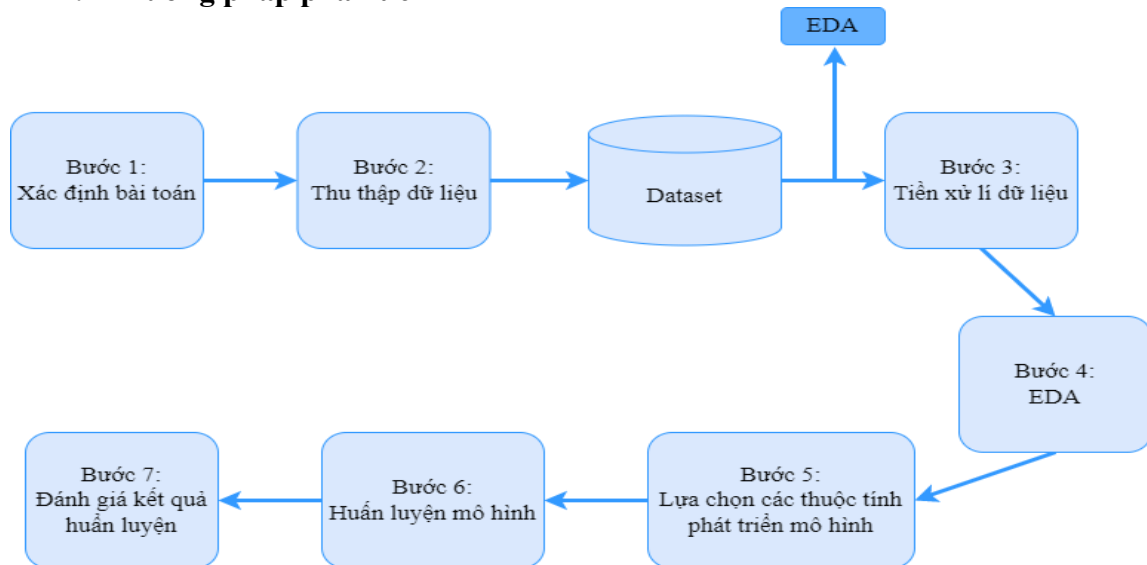 EDA
Bước 1:
Xác định bài toán
Bước 2:
Thu thập dữ liệu
Dataset
Bước 3:
Tiền xử lí dữ liệu
Bước 4:
EDA
Bước 5:
Lựa chọn các thuộc tính
phát triển mô hình
Bước 6:
Huấn luyện mô hình
Bước 7:
Đánh giá kết quả
huấn luyện